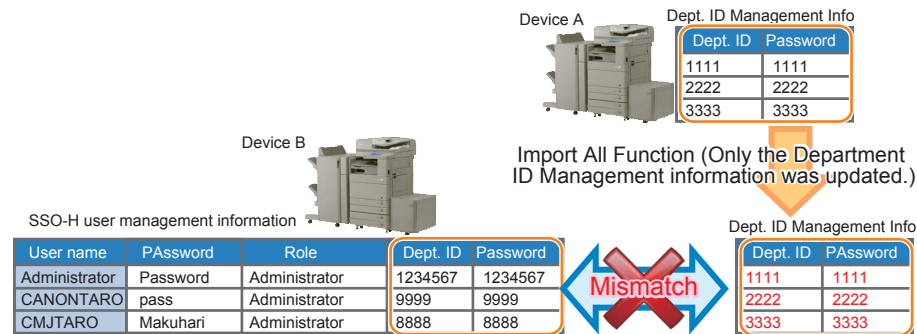 Device A
Dept. ID Management Info
Dept. ID Password
1111 1111
2222 2222
3333 3333
Device B
Import All Function (Only the Department
ID Management information was updated.)
SSO-H user management information
User name PAssword Role Dept. ID Password
Administrator Password Administrator 1234567 1234567
CANONTARO pass Administrator 9999 9999
CMJTARO Makuhari Administrator 8888 8888
Mismatch
Dept. ID Management Info
Dept. ID PAssword
1111 1111
2222 2222
3333 3333